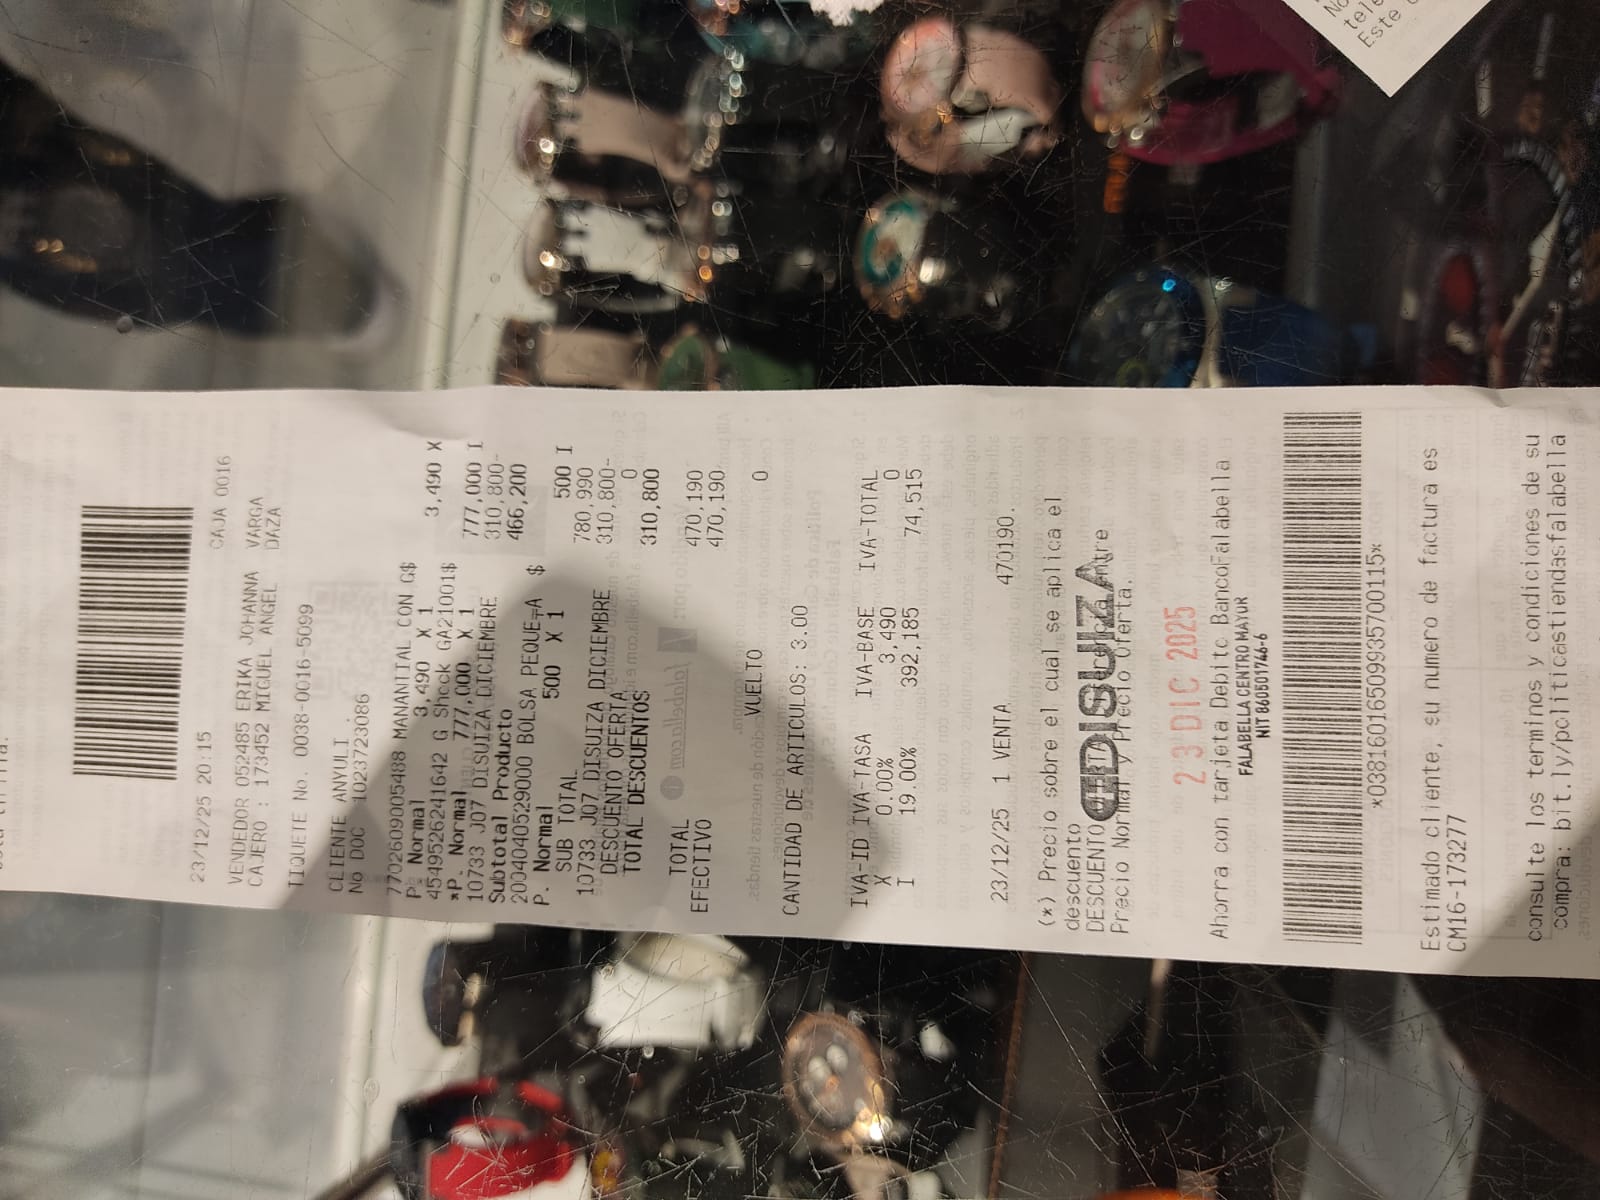 23/12/25 20:15 CAJA 0016
VENDEDOR 052485 ERIKA JOHANNA VARGA
CAJERO : 173452 MIGUEL ANGEL DAZA
TIQUETE No. 0038-0016-5099
CLIENTE ANYULI .
No DOC 1023723086
7702609005438 MANANTIAL CON G$
P. Normal 3,490 X 1 3,490 X
4549526241642 G Shock GA21001$
*P. Normal 777,000 X 1 777,000 I
10733 J07 DISUIZA DICIEMBRE 310,800-
Subtotal Producto 466,200
2004040529000 BOLSA PEQUE╤A $
P. Normal 500 X 1 500 I
SUB TOTAL 780,990
10733 J07 DISUIZA DICIEMBRE 310,800-
DESCUENTO OFERTA 0
TOTAL DESCUENTOS 310,800
TOTAL 470,190
EFECTIVO 470,190
VUELTO 0
CANTIDAD DE ARTICULOS: 3.00
IVA-ID IVA-TASA IVA-BASE IVA-TOTAL
X 0.00% 3,490 0
I 19.00% 392,185 74,515
23/12/25 1 VENTA 470190.
(*) Precio sobre el cual se aplica el
descuento
DESCUENTO
Precio Normal y Precio Oferta.
DISUIZA
23 DIC 2025
Ahorra con tarjeta Debito BancoFalabella
FALABELLA CENTRO MAYUR
NIT 860501746-6
*03816016509935700115*
Estimado cliente, su numero de factura es
CM16-173277
consulte los terminos y condiciones de su
compra: bit.ly/politicastiendasfalabella